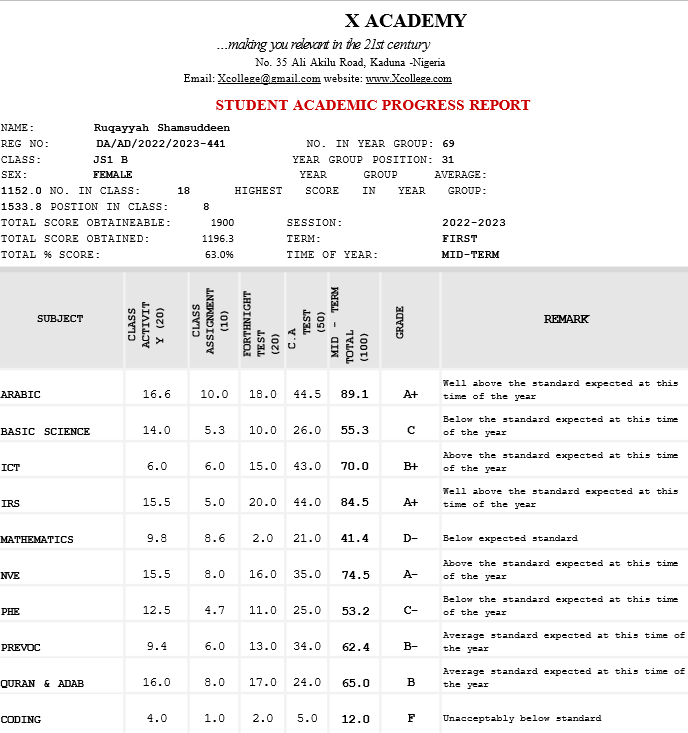 X ACADEMY
...making you relevant in the 21st century
No. 35 Ali Akilu Road, Kaduna -Nigeria
Email: Xcollege@gmail.com website: www.Xcollege.com
STUDENT ACADEMIC PROGRESS REPORT
NAME: Ruqayyah Shamsuddeen
REG NO: DA/AD/2022/2023-441 NO. IN YEAR GROUP: 69
CLASS: JS1 B YEAR GROUP POSITION: 31
SEX: FEMALE YEAR GROUP AVERAGE:
1152.0 NO. IN CLASS: 18 HIGHEST SCORE IN YEAR GROUP:
1533.8 POSTION IN CLASS: 8
TOTAL SCORE OBTAINEABLE: 1900 SESSION: 2022-2023
TOTAL SCORE OBTAINED: 1196.3 TERM: FIRST
TOTAL % SCORE: 63.0% TIME OF YEAR: MID-TERM
SUBJECT
CLASS
ACTIVIT
Y (20)
CLASS
ASSIGNMENT
(10)
FORTHNIGHT
TEST
(20)
C.A
TEST
(50)
MID - TERM
TOTAL
(100)
GRADE
REMARK
ARABIC 16.6 10.0 18.0 44.5 89.1 A+ Well above the standard expected at this
time of the year
BASIC SCIENCE 14.0 5.3 10.0 26.0 55.3 C Below the standard expected at this time
of the year
ICT 6.0 6.0 15.0 43.0 70.0 B+ Above the standard expected at this time
of the year
IRS 15.5 5.0 20.0 44.0 84.5 A+ Well above the standard expected at this
time of the year
MATHEMATICS 9.8 8.6 2.0 21.0 41.4 D- Below expected standard
NVE 15.5 8.0 16.0 35.0 74.5 A- Above the standard expected at this time
of the year
PHE 12.5 4.7 11.0 25.0 53.2 C- Below the standard expected at this time
of the year
PREVOC 9.4 6.0 13.0 34.0 62.4 B- Average standard expected at this time of
the year
QURAN & ADAB 16.0 8.0 17.0 24.0 65.0 B Average standard expected at this time of
the year
CODING 4.0 1.0 2.0 5.0 12.0 F Unacceptably below standard